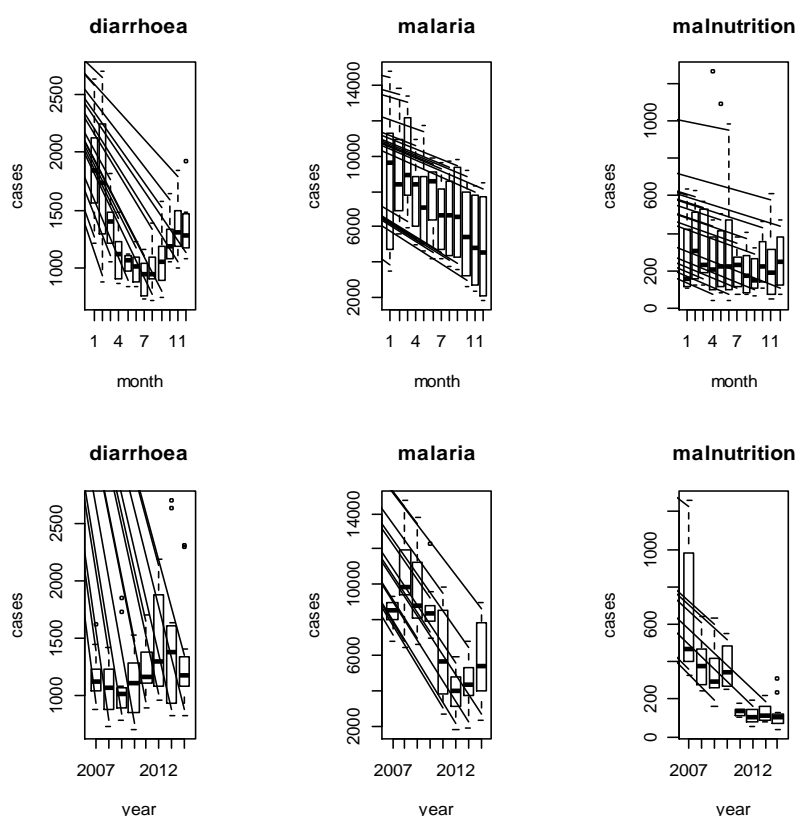 diarrhoea
cases
2500
2000
1500
1000
1
4
7
11
month
malaria
cases
14000
10000
6000
2000
1
4
7
11
month
malnutrition
cases
1000
600
200
0
1
4
7
11
month
diarrhoea
cases
2500
2000
1500
1000
2007
2012
year
malaria
cases
14000
10000
6000
2000
2007
2012
year
malnutrition
cases
1000
600
200
0
2007
2012
year